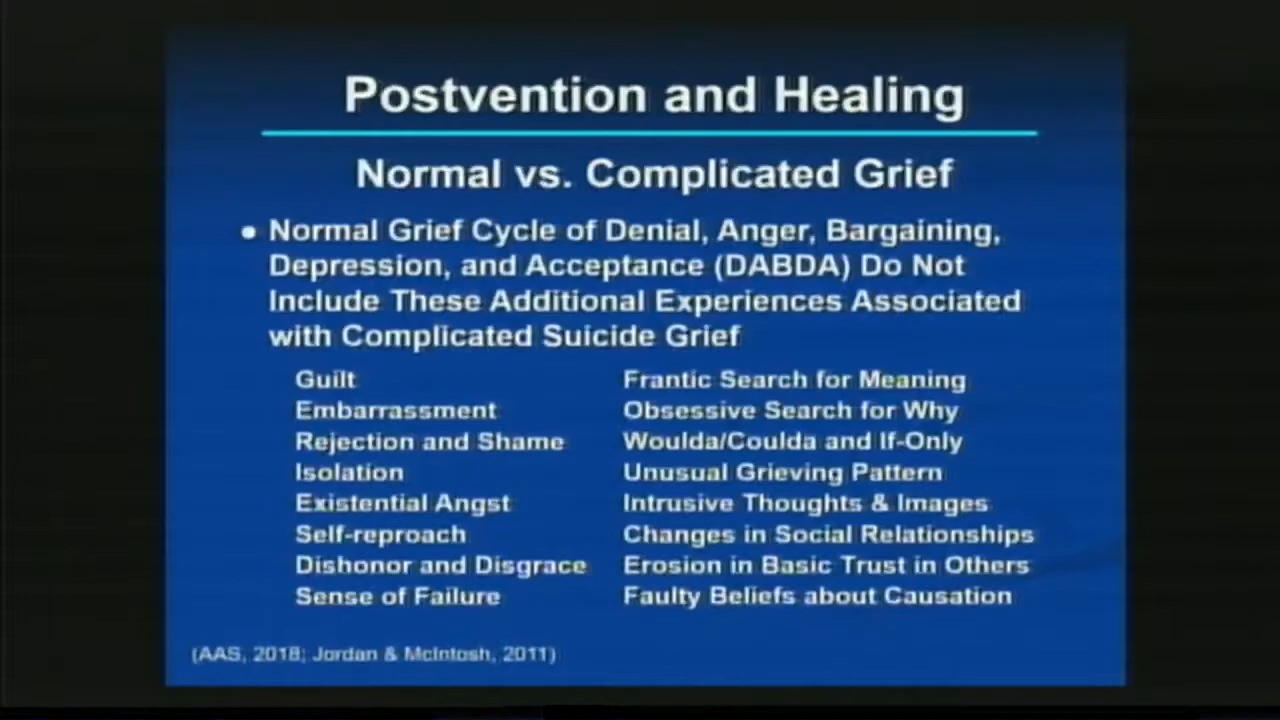 Postvention and Healing
Normal vs. Complicated Grief
● Normal Grief Cycle of Denial, Anger, Bargaining,
Depression, and Acceptance (DABDA) Do Not
Include These Additional Experiences Associated
with Complicated Suicide Grief
Guilt
Embarrassment
Rejection and Shame
Isolation
Existential Angst
Self-reproach
Dishonor and Disgrace
Sense of Failure
Frantic Search for Meaning
Obsessive Search for Why
Woulda/Coulda and If-Only
Unusual Grieving Pattern
Intrusive Thoughts & Images
Changes in Social Relationships
Erosion in Basic Trust in Others
Faulty Beliefs about Causation
(AAS, 2018; Jordan & McIntosh, 2011)